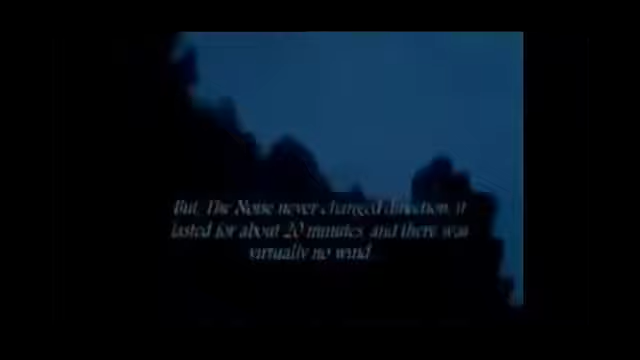 But, The Noise never changed direction, it
lasted for about 20 minutes, and there was
virtually no wind...